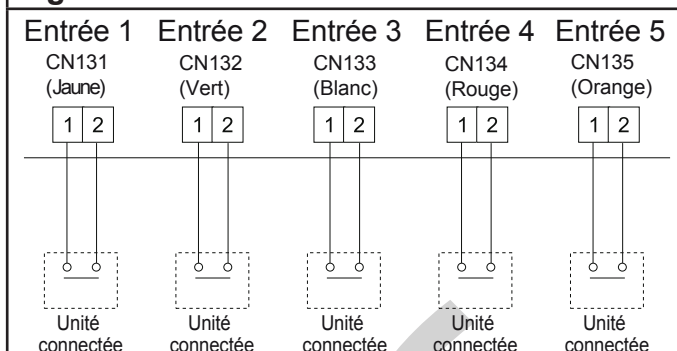 Entrée 1 Entrée 2 Entrée 3 Entrée 4 Entrée 5
CN131 CN132 CN133 CN134 CN135
(Jaune) (Vert) (Blanc) (Rouge) (Orange)
1 2 1 2 1 2 1 2 1 2
Unité Unité Unité Unité Unité
connectée connectée connectée connectée connectée